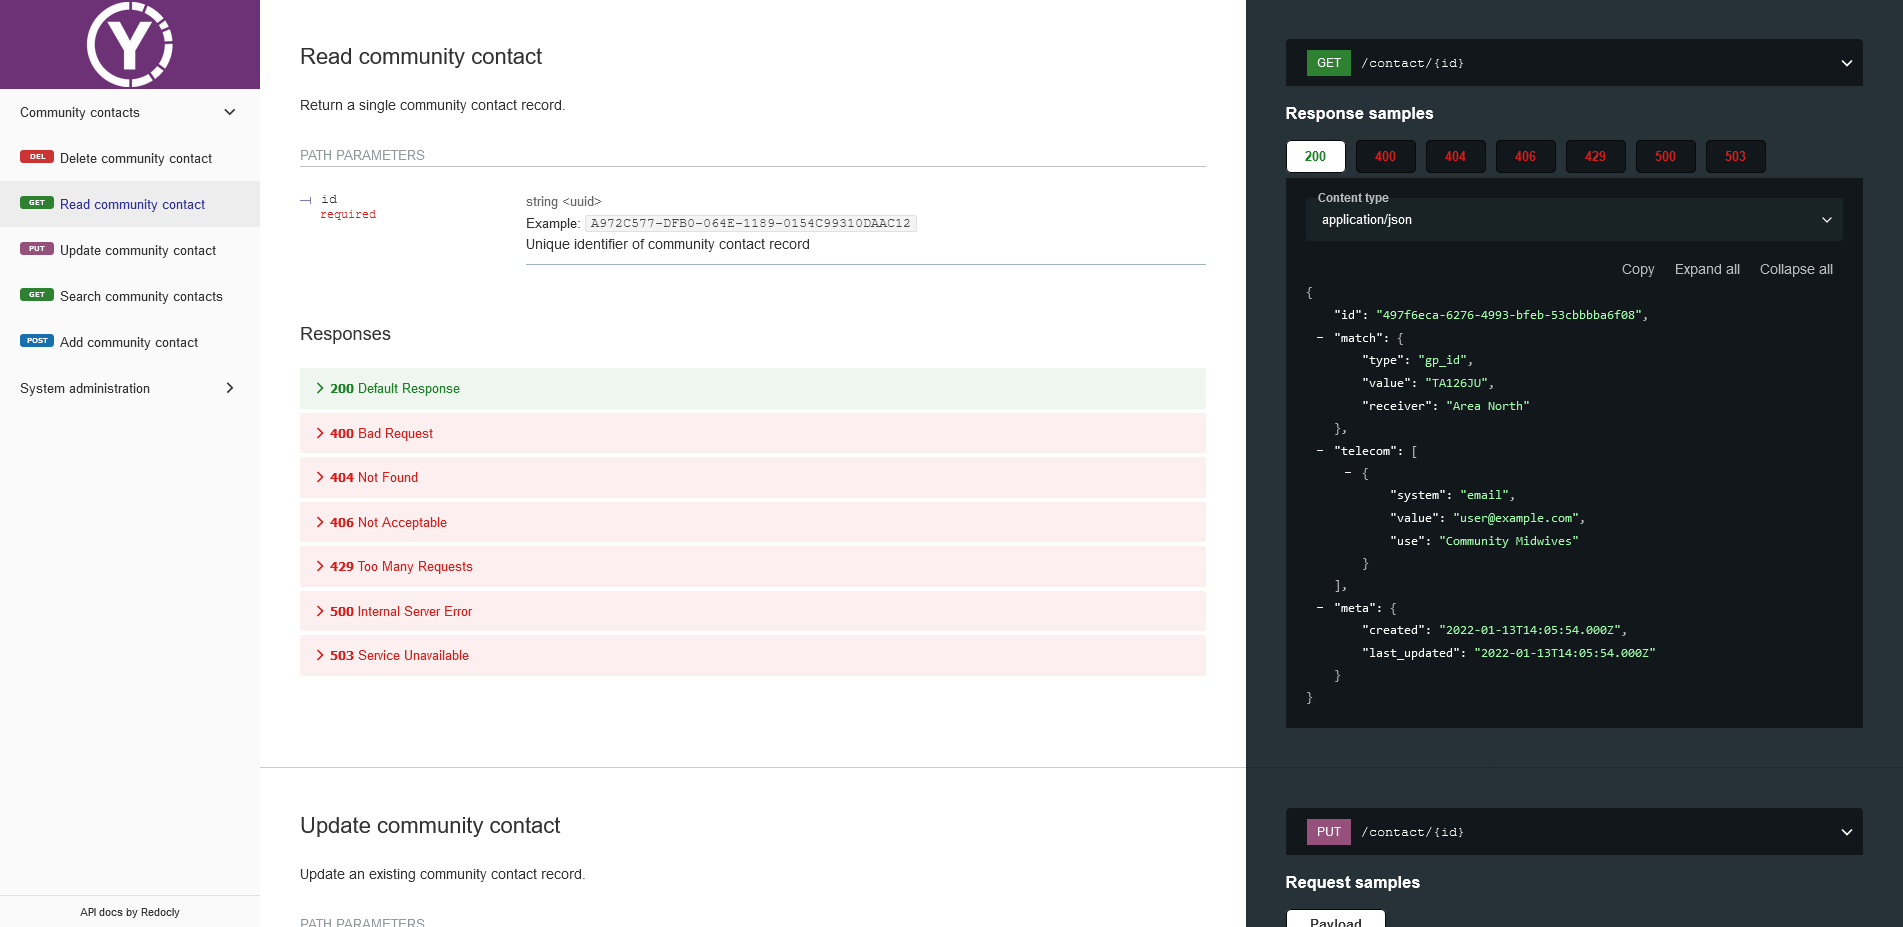 Y
Community contacts
DEL Delete community contact
GET Read community contact
PUT Update community contact
GET Search community contacts
POST Add community contact
System administration
API docs by Redocly
Read community contact
Return a single community contact record.
PATH PARAMETERS
id
required
string <uuid>
Example: A972C577-DFB0-064E-1189-0154C99310DAAC12
Unique identifier of community contact record
Responses
200 Default Response
400 Bad Request
404 Not Found
406 Not Acceptable
429 Too Many Requests
500 Internal Server Error
503 Service Unavailable
Update community contact
Update an existing community contact record.
PATH PARAMETERS
GET /contact/{id}
Response samples
200 400 404 406 429 500 503
Content type
application/json
Copy Expand all Collapse all
{
"id": "497f6eca-6276-4993-bfeb-53cbbbba6f08",
- "match": {
"type": "gp_id",
"value": "TA126JU",
"receiver": "Area North"
},
- "telecom": [
- {
"system": "email",
"value": "user@example.com",
"use": "Community Midwives"
}
],
- "meta": {
"created": "2022-01-13T14:05:54.000Z",
"last_updated": "2022-01-13T14:05:54.000Z"
}
}
PUT /contact/{id}
Request samples
Payload